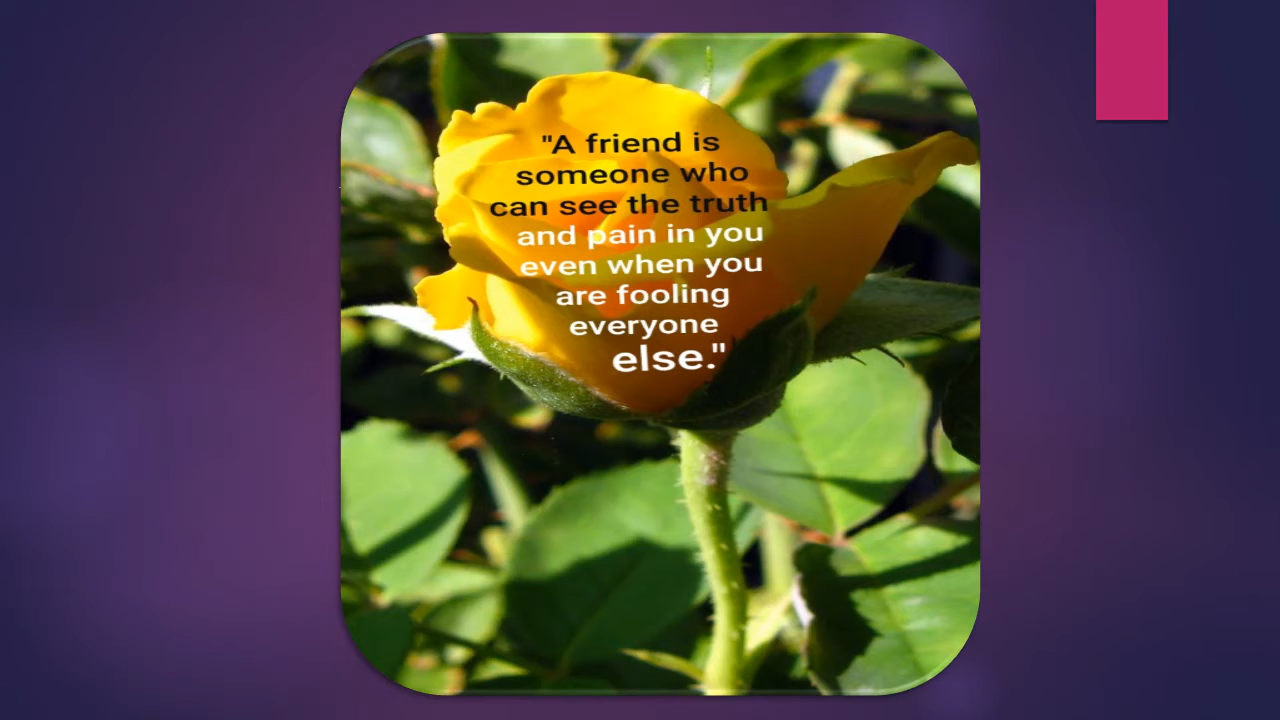 "A friend is
someone who
can see the truth
and pain in you
even when you
are fooling
everyone
else."